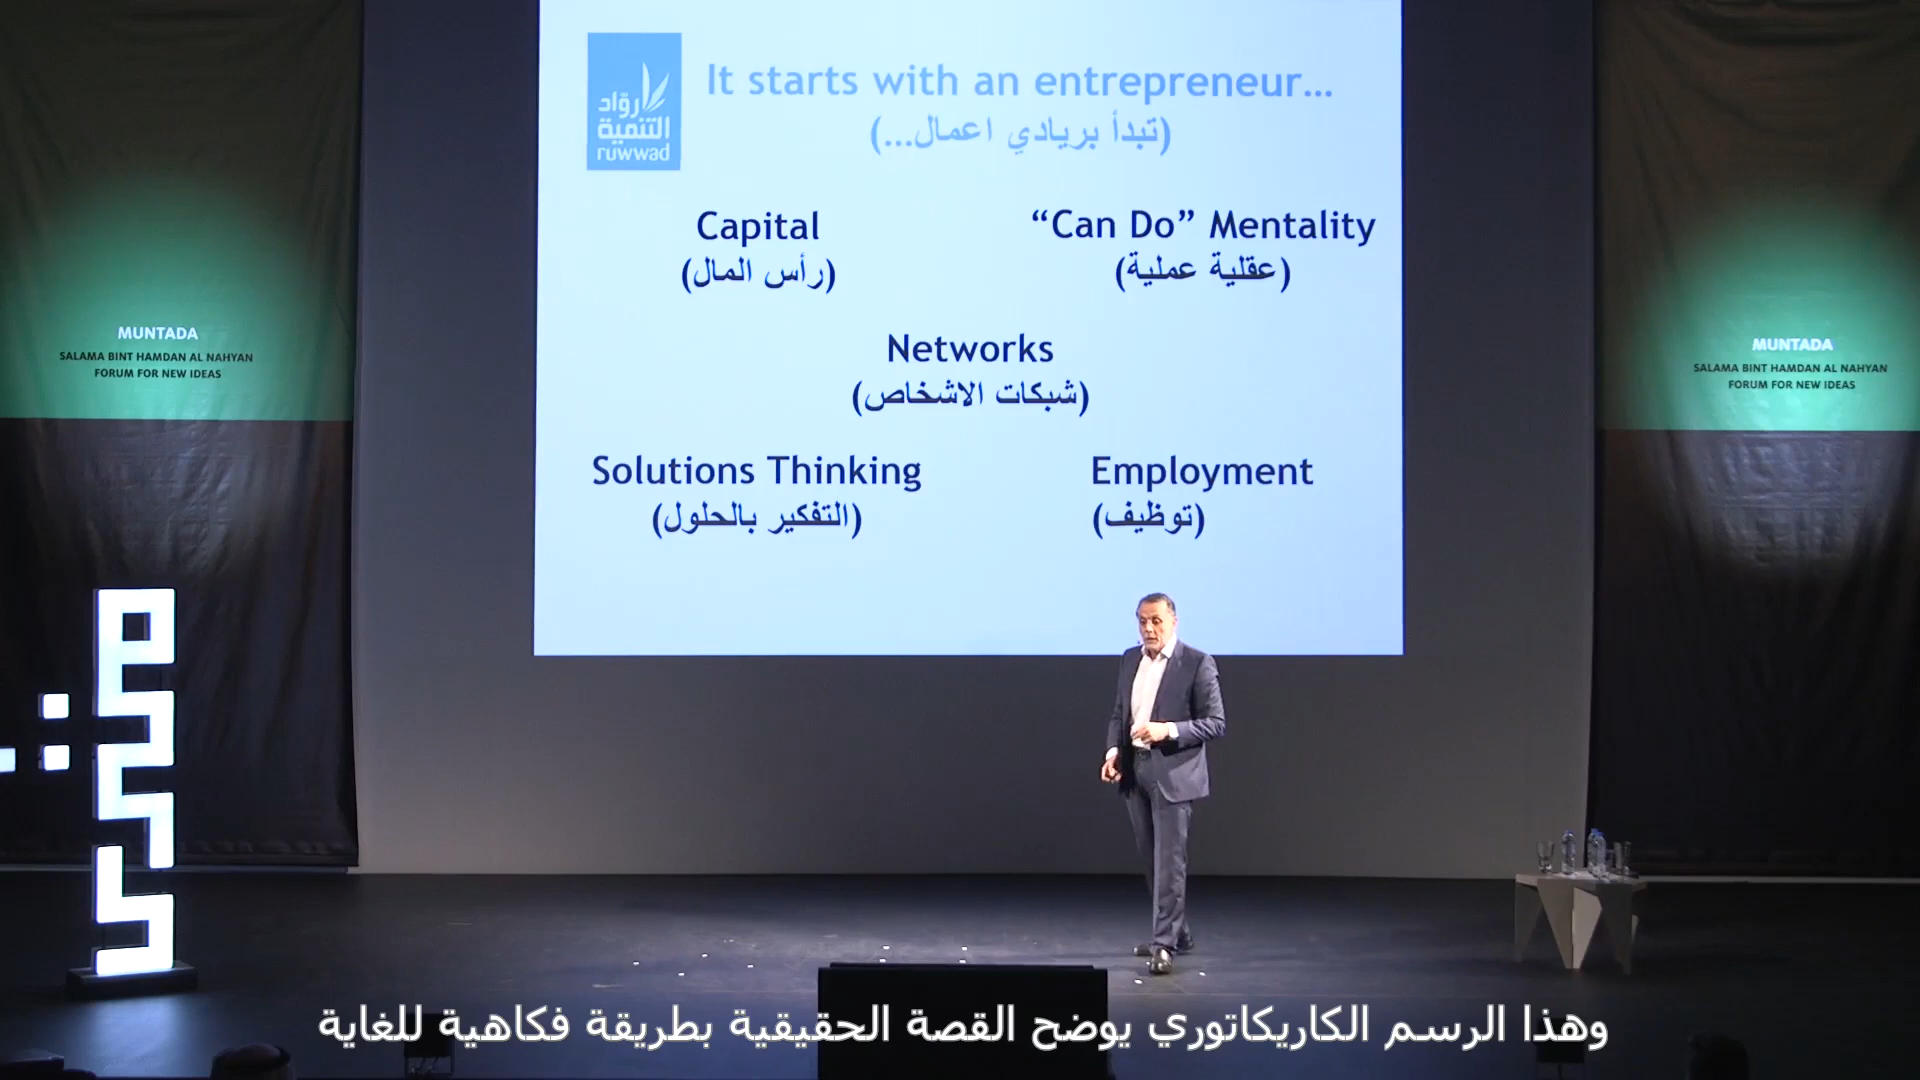 روّاد
التنمية
ruwwad
It starts with an entrepreneur...
(تبدأ بريادي اعمال...)
Capital
(رأس المال)
“Can Do” Mentality
(عقلية عملية)
Networks
(شبكات الاشخاص)
Solutions Thinking
(التفكير بالحلول)
Employment
(توظيف)
MUNTADA
SALAMA BINT HAMDAN AL NAHYAN
FORUM FOR NEW IDEAS
MUNTADA
SALAMA BINT HAMDAN AL NAHYAN
FORUM FOR NEW IDEAS
وهذا الرسم الكاريكاتوري يوضح القصة الحقيقية بطريقة فكاهية للغاية